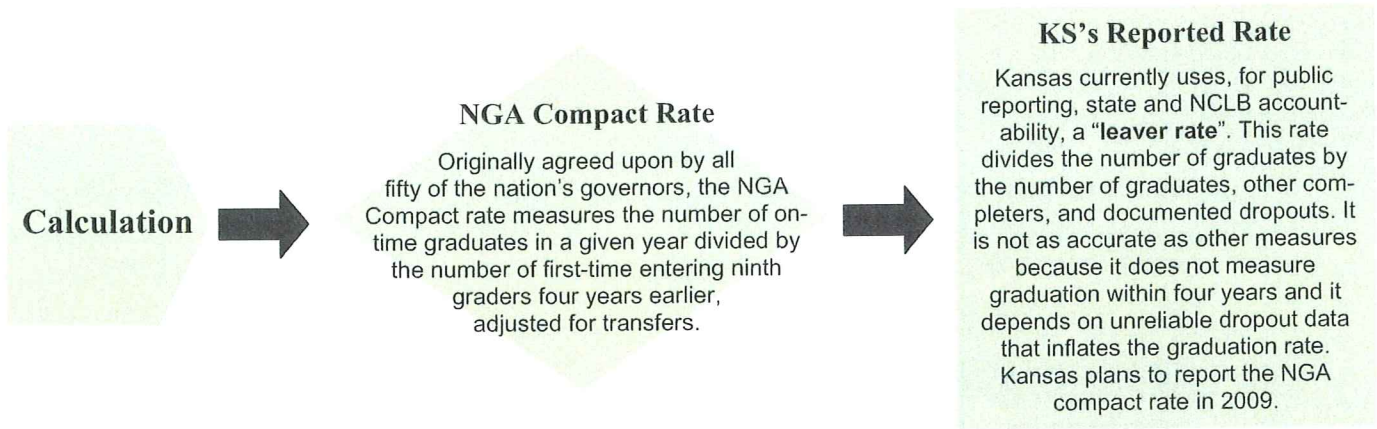 Calculation
NGA Compact Rate
Originally agreed upon by all
fifty of the nation's governors, the NGA
Compact rate measures the number of on-
time graduates in a given year divided by
the number of first-time entering ninth
graders four years earlier,
adjusted for transfers.
KS's Reported Rate
Kansas currently uses, for public
reporting, state and NCLB account-
ability, a “leaver rate”. This rate
divides the number of graduates by
the number of graduates, other com-
pleters, and documented dropouts. It
is not as accurate as other measures
because it does not measure
graduation within four years and it
depends on unreliable dropout data
that inflates the graduation rate.
Kansas plans to report the NGA
compact rate in 2009.